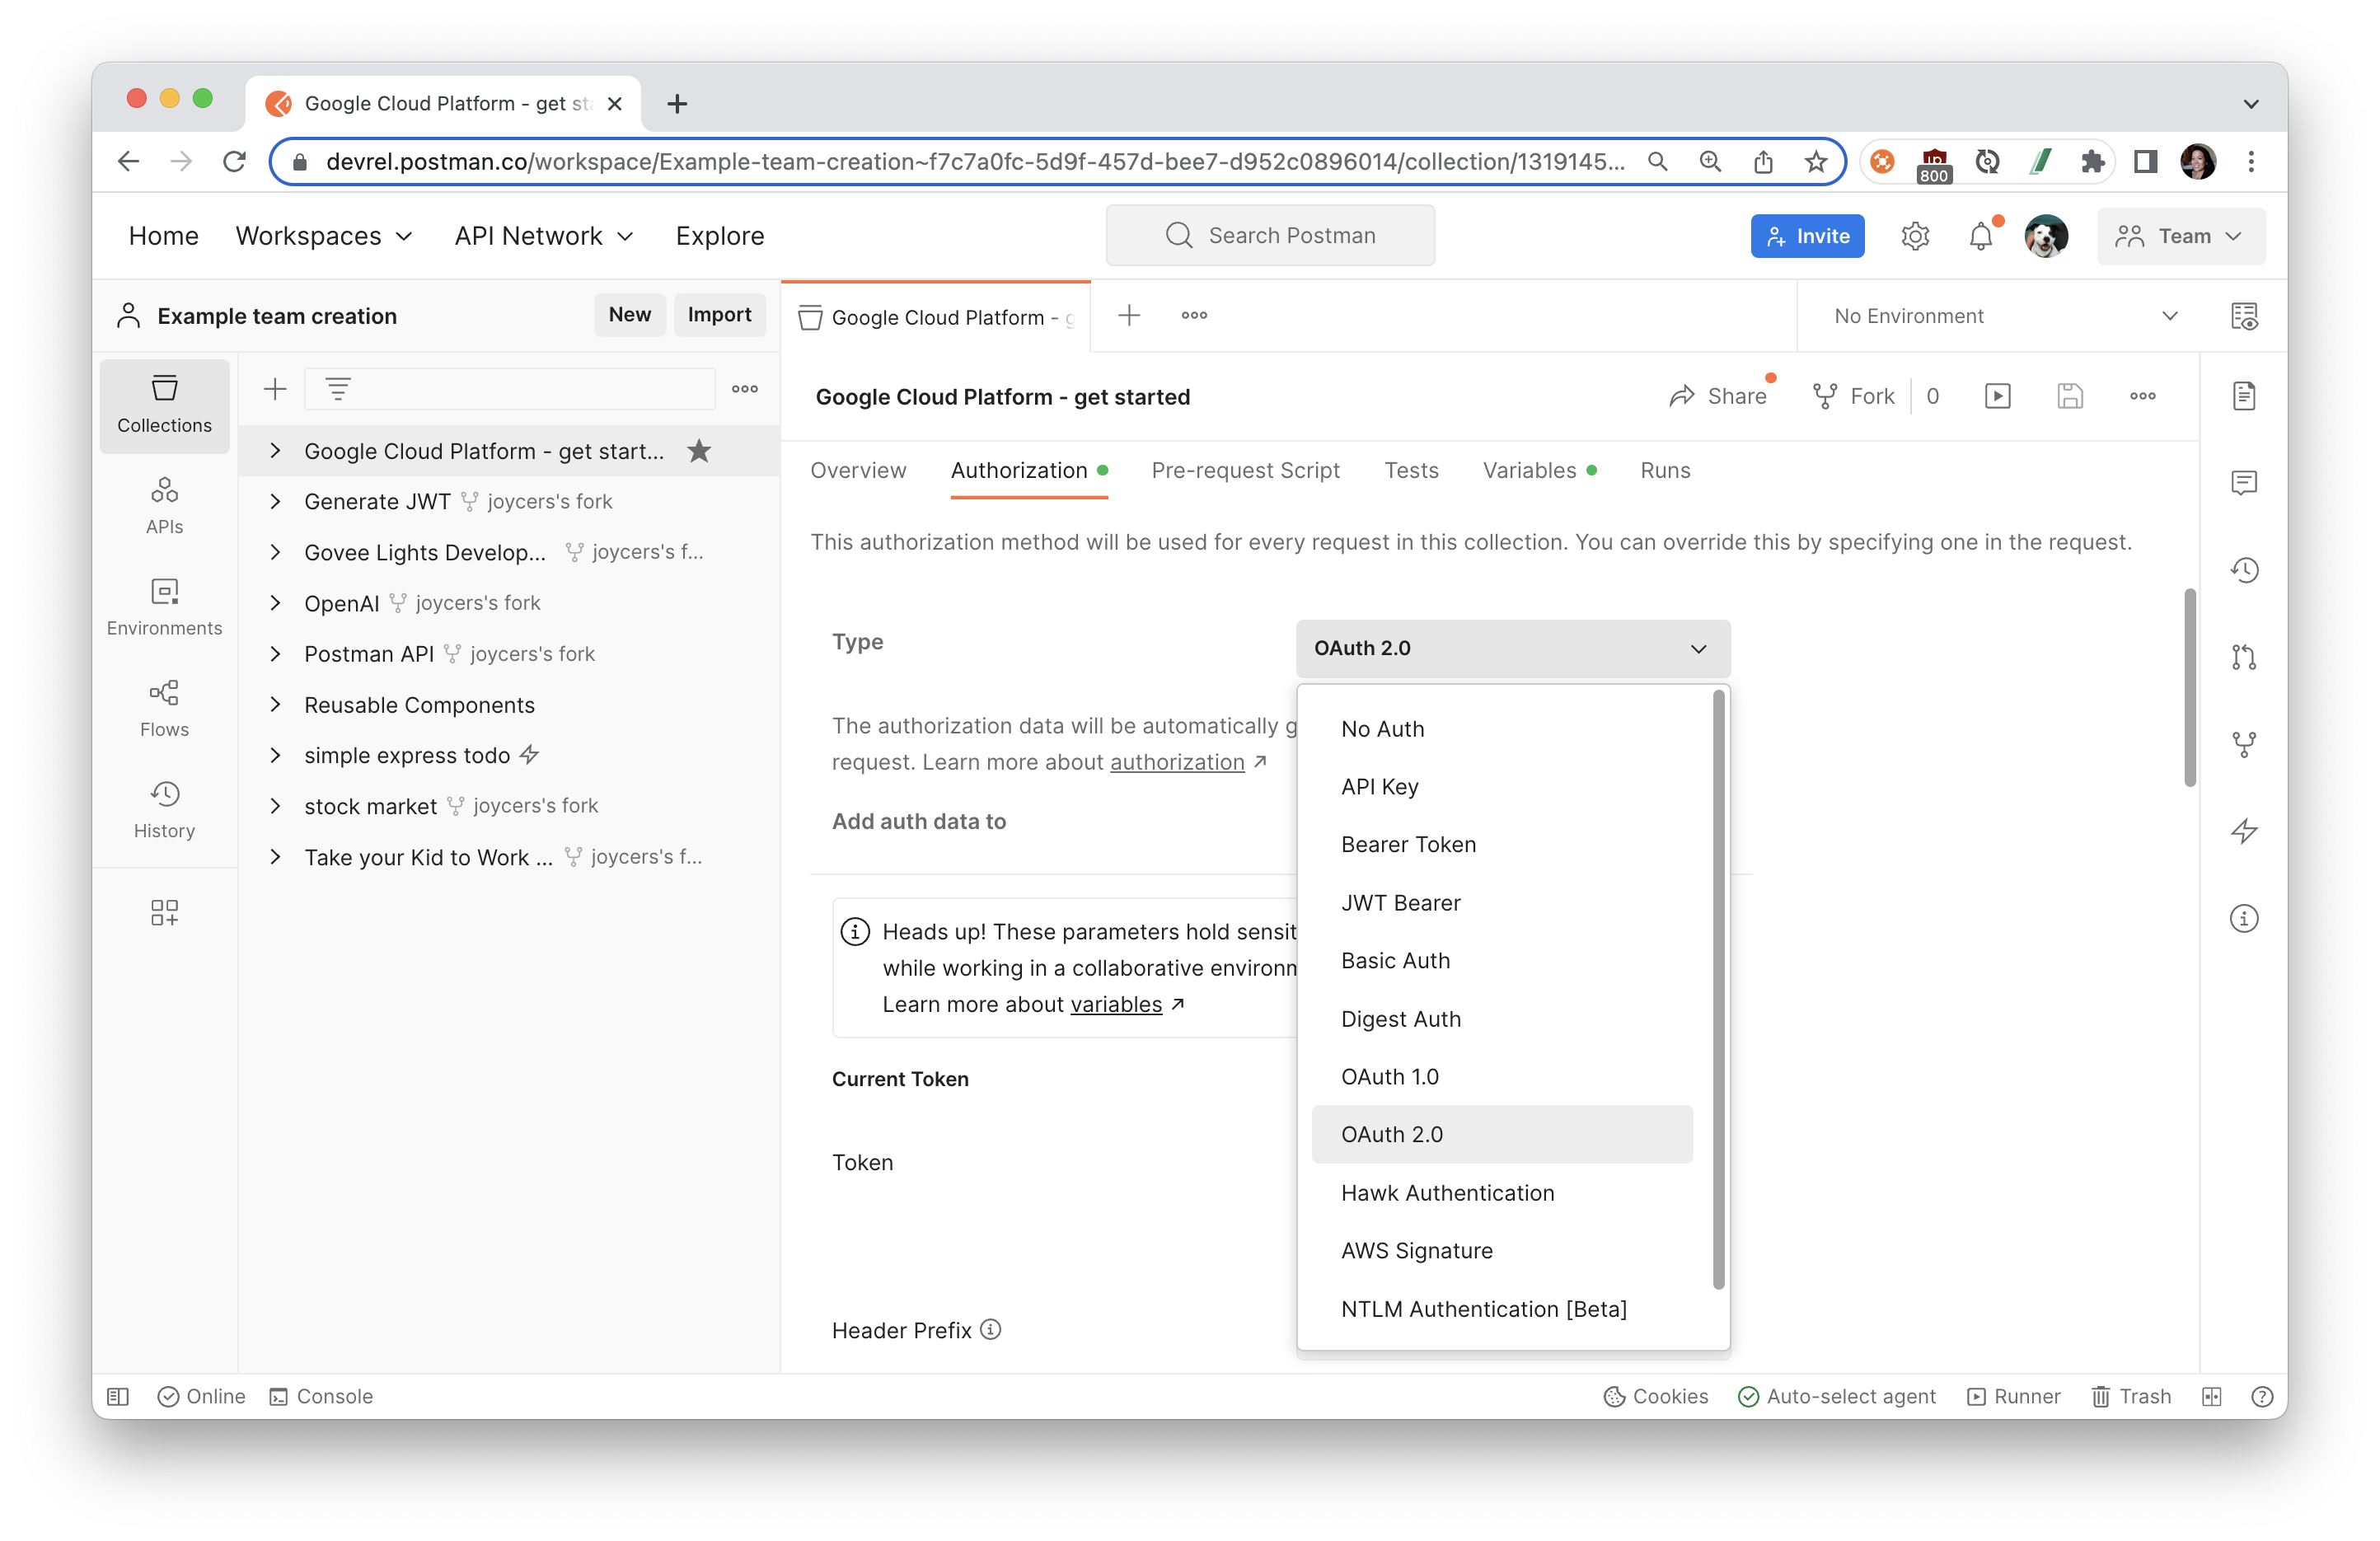 Google Cloud Platform - get sta
devrel.postman.co/workspace/Example-team-creation~f7c7a0fc-5d9f-457d-bee7-d952c0896014/collection/1319145...
800
Home
Workspaces
API Network
Explore
Search Postman
Invite
Team
Example team creation
New
Import
Google Cloud Platform - g
No Environment
Collections
APIs
Environments
Flows
History
Google Cloud Platform - get start...
Generate JWT joycers's fork
Govee Lights Develop... joycers's f...
OpenAI joycers's fork
Postman API joycers's fork
Reusable Components
simple express todo
stock market joycers's fork
Take your Kid to Work ... joycers's f...
Google Cloud Platform - get started
Share
Fork
0
Overview
Authorization
Pre-request Script
Tests
Variables
Runs
This authorization method will be used for every request in this collection. You can override this by specifying one in the request.
Type
OAuth 2.0
The authorization data will be automatically g
request. Learn more about authorization ↗
Add auth data to
Heads up! These parameters hold sensit
while working in a collaborative environm
Learn more about variables ↗
Current Token
Token
Header Prefix
No Auth
API Key
Bearer Token
JWT Bearer
Basic Auth
Digest Auth
OAuth 1.0
OAuth 2.0
Hawk Authentication
AWS Signature
NTLM Authentication [Beta]
Online
Console
Cookies
Auto-select agent
Runner
Trash